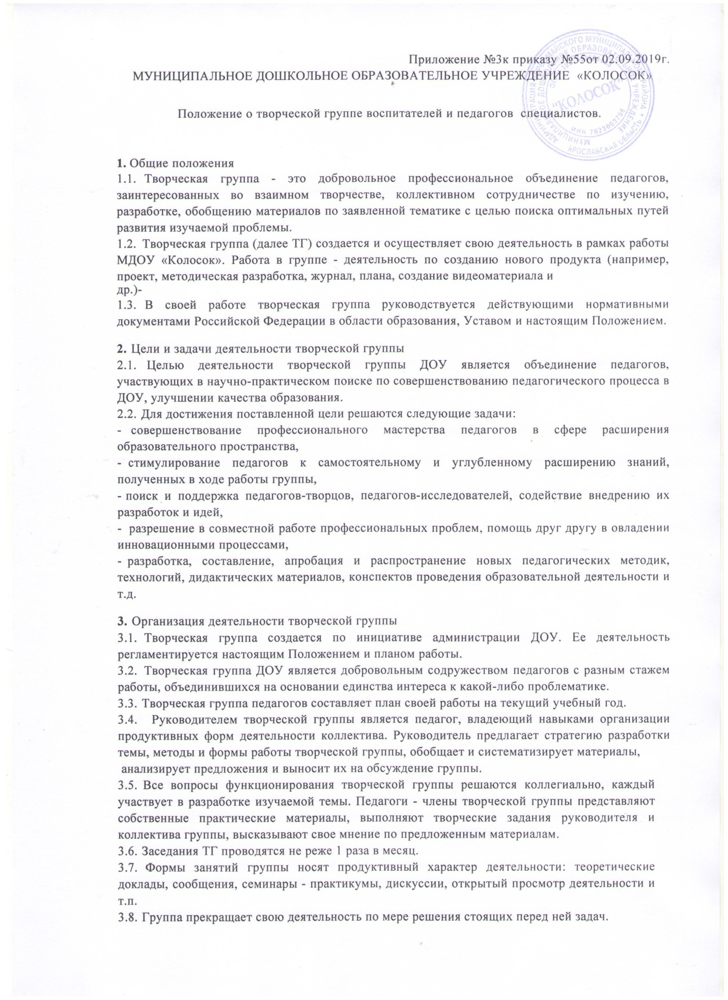 Приложение №3к приказу №55от 02.09.2019г.
МУНИЦИПАЛЬНОЕ ДОШКОЛЬНОЕ ОБРАЗОВАТЕЛЬНОЕ УЧРЕЖДЕНИЕ «КОЛОСОК»
"КОЛОСОК"
ИНН 7623003796
ЯРОСЛАВСКАЯ ОБЛАСТЬ
Положение о творческой группе воспитателей и педагогов специалистов.
1. Общие положения
1.1. Творческая группа - это добровольное профессиональное объединение педагогов,
заинтересованных во взаимном творчестве, коллективном сотрудничестве по изучению,
разработке, обобщению материалов по заявленной тематике с целью поиска оптимальных путей
развития изучаемой проблемы.
1.2. Творческая группа (далее ТГ) создается и осуществляет свою деятельность в рамках работы
МДОУ «Колосок». Работа в группе - деятельность по созданию нового продукта (например,
проект, методическая разработка, журнал, плана, создание видеоматериала и
др.)-
1.3. В своей работе творческая группа руководствуется действующими нормативными
документами Российской Федерации в области образования, Уставом и настоящим Положением.
2. Цели и задачи деятельности творческой группы
2.1. Целью деятельности творческой группы ДОУ является объединение педагогов,
участвующих в научно-практическом поиске по совершенствованию педагогического процесса в
ДОУ, улучшении качества образования.
2.2. Для достижения поставленной цели решаются следующие задачи:
- совершенствование профессионального мастерства педагогов в сфере расширения
образовательного пространства,
- стимулирование педагогов к самостоятельному и углубленному расширению знаний,
полученных в ходе работы группы,
- поиск и поддержка педагогов-творцов, педагогов-исследователей, содействие внедрению их
разработок и идей,
- разрешение в совместной работе профессиональных проблем, помощь друг другу в овладении
инновационными процессами,
- разработка, составление, апробация и распространение новых педагогических методик,
технологий, дидактических материалов, конспектов проведения образовательной деятельности и
т.д.
3. Организация деятельности творческой группы
3.1. Творческая группа создается по инициативе администрации ДОУ. Ее деятельность
регламентируется настоящим Положением и планом работы.
3.2. Творческая группа ДОУ является добровольным содружеством педагогов с разным стажем
работы, объединившихся на основании единства интереса к какой-либо проблематике.
3.3. Творческая группа педагогов составляет план своей работы на текущий учебный год.
3.4. Руководителем творческой группы является педагог, владеющий навыками организации
продуктивных форм деятельности коллектива. Руководитель предлагает стратегию разработки
темы, методы и формы работы творческой группы, обобщает и систематизирует материалы,
анализирует предложения и выносит их на обсуждение группы.
3.5. Все вопросы функционирования творческой группы решаются коллегиально, каждый
участвует в разработке изучаемой темы. Педагоги - члены творческой группы представляют
собственные практические материалы, выполняют творческие задания руководителя и
коллектива группы, высказывают свое мнение по предложенным материалам.
3.6. Заседания ТГ проводятся не реже 1 раза в месяц.
3.7. Формы занятий группы носят продуктивный характер деятельности: теоретические
доклады, сообщения, семинары - практикумы, дискуссии, открытый просмотр деятельности и
т.п.
3.8. Группа прекращает свою деятельность по мере решения стоящих перед ней задач.